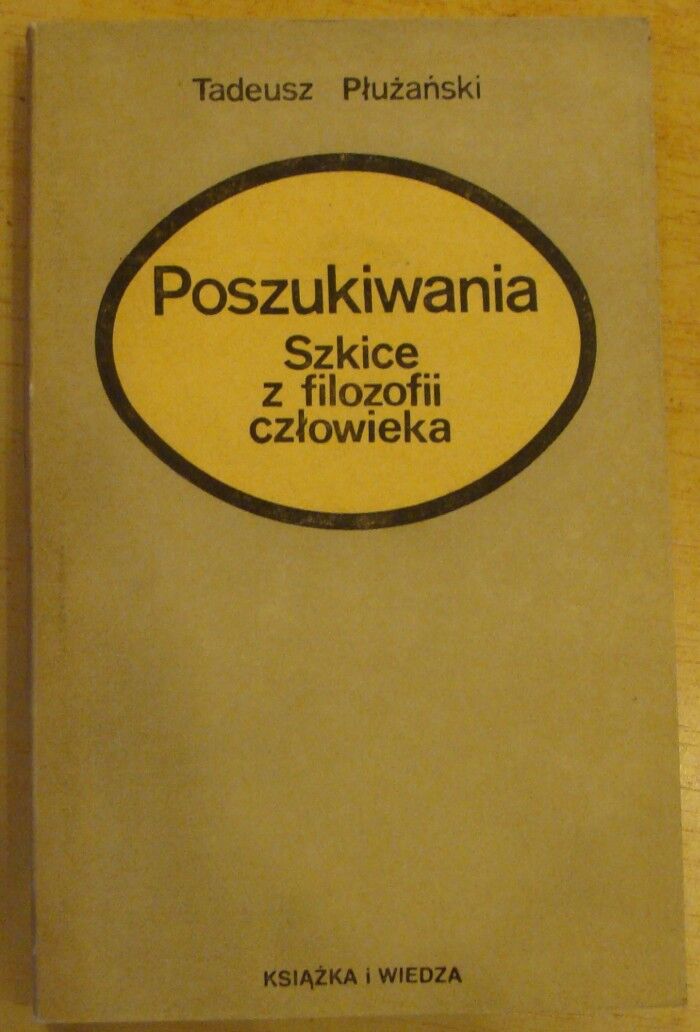 Tadeusz Płużański
Poszukiwania
Szkice
z filozofii
człowieka
KSIĄŻKA i WIEDZA